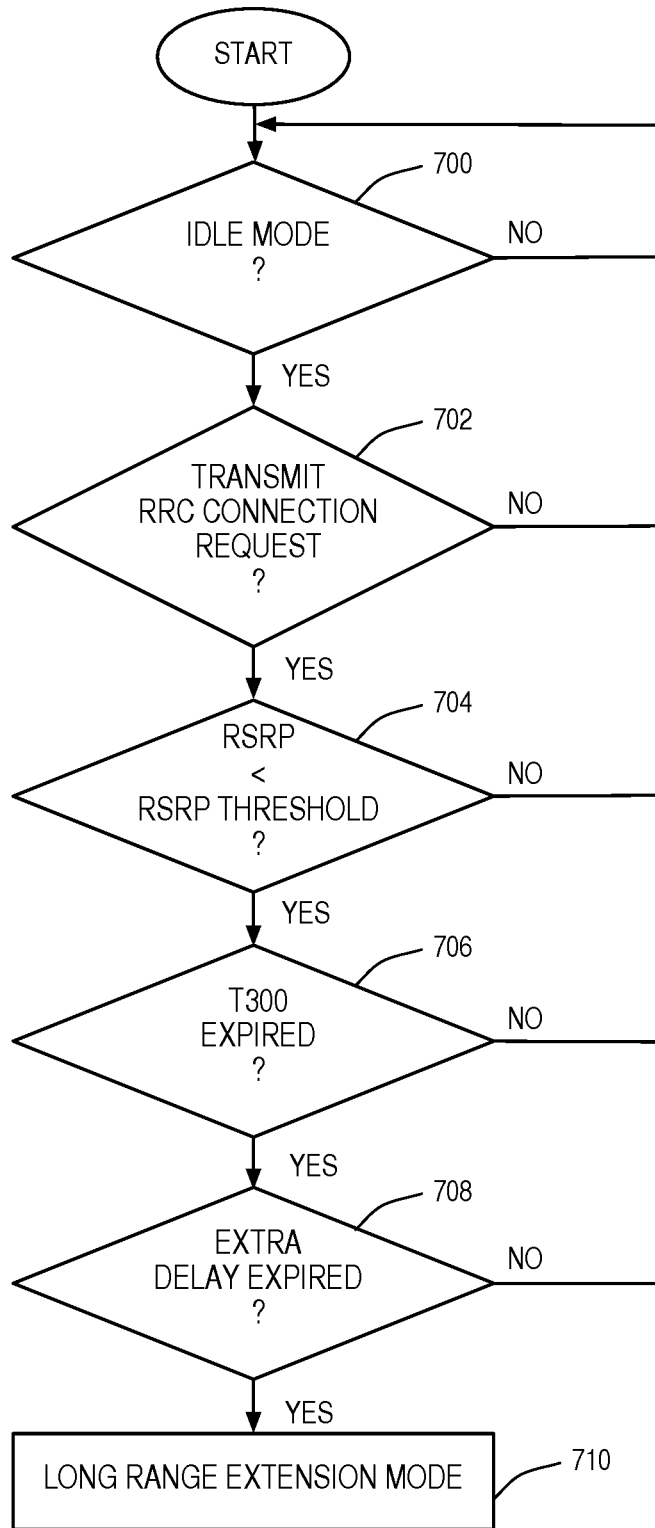 START
700
IDLE MODE
?
NO
YES
702
TRANSMIT
RRC CONNECTION
REQUEST
?
NO
YES
704
RSRP
<
RSRP THRESHOLD
?
NO
YES
706
T300
EXPIRED
?
NO
YES
708
EXTRA
DELAY EXPIRED
?
NO
YES
LONG RANGE EXTENSION MODE
710